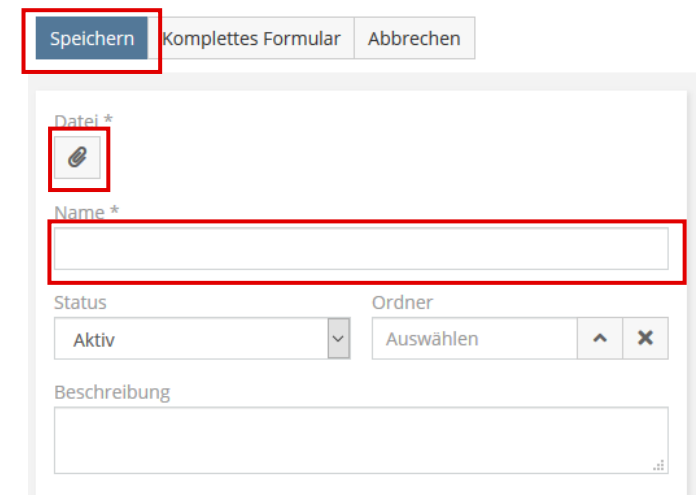 Speichern Komplettes Formular Abbrechen
Datei *
Name *
Status Ordner
Aktiv Auswählen
Beschreibung